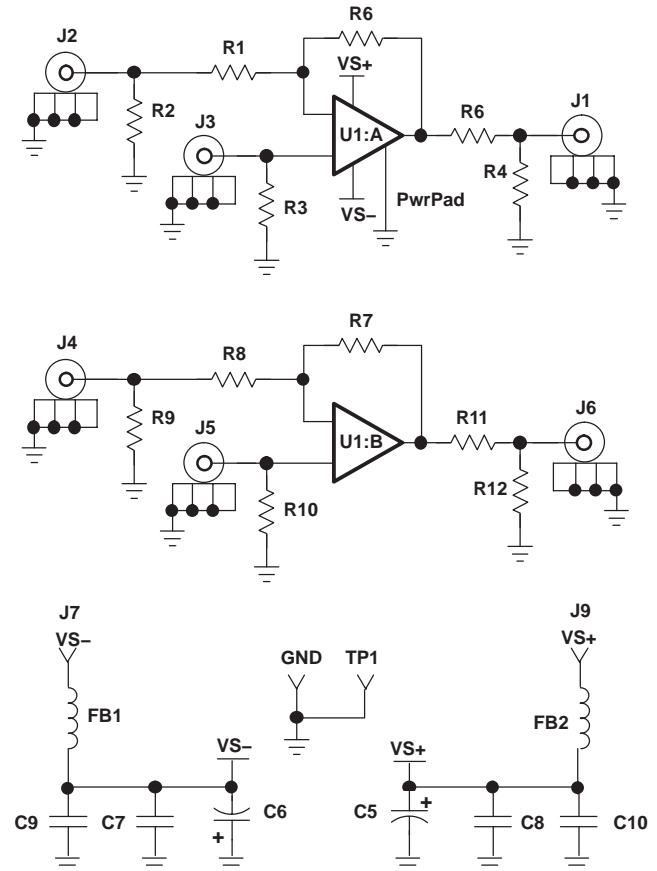 R6
J2
R1
VS+
R2
J3
U1:A
R6
J1
R4
R3
VS−
PwrPad
R7
J4
R8
R9
J5
U1:B
R11
J6
R10
R12
J7
VS−
J9
VS+
GND
TP1
FB1
FB2
VS−
VS+
C9
C7
+
C6
C5
+
C8
C10